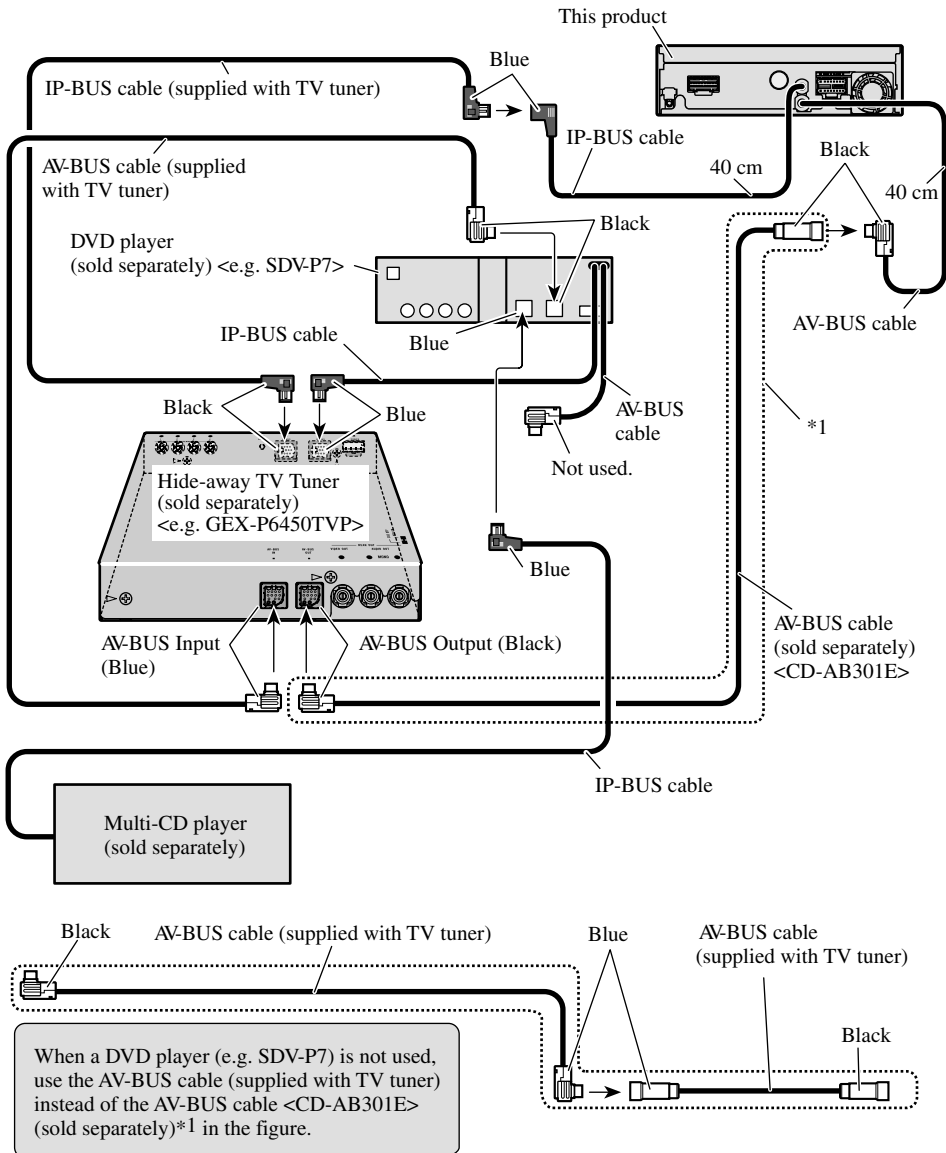 This product
Blue
IP-BUS cable (supplied with TV tuner)
IP-BUS cable
AV-BUS cable (supplied
with TV tuner)
40 cm
Black
40 cm
Black
DVD player
(sold separately) <e.g. SDV-P7>
AV-BUS cable
Blue
IP-BUS cable
Black
Blue
AV-BUS
cable
*1
Not used.
Hide-away TV Tuner
(sold separately)
<e.g. GEX-P6450TVP>
Blue
AV-BUS Input
(Blue)
AV-BUS Output (Black)
AV-BUS cable
(sold separately)
<CD-AB301E>
IP-BUS cable
Multi-CD player
(sold separately)
Black
AV-BUS cable (supplied with TV tuner)
Blue
AV-BUS cable
(supplied with TV tuner)
Black
When a DVD player (e.g. SDV-P7) is not used,
use the AV-BUS cable (supplied with TV tuner)
instead of the AV-BUS cable <CD-AB301E>
(sold separately)*1 in the figure.